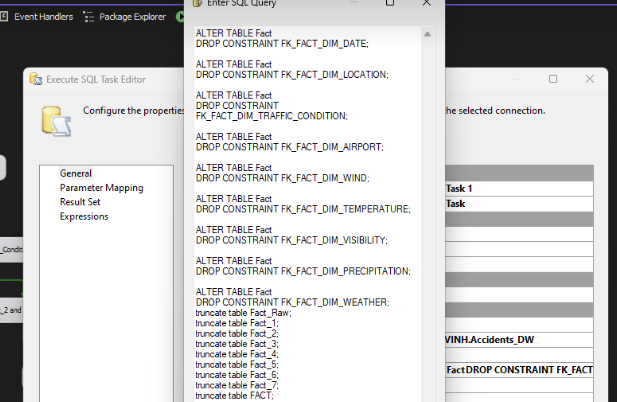 Event Handlers
Package Explorer
Enter SQL Query
Execute SQL Task Editor
Configure the properties
he selected connection.
General
Parameter Mapping
Result Set
Expressions
ALTER TABLE Fact
DROP CONSTRAINT FK_FACT_DIM_DATE;
ALTER TABLE Fact
DROP CONSTRAINT FK_FACT_DIM_LOCATION;
ALTER TABLE Fact
DROP CONSTRAINT
FK_FACT_DIM_TRAFFIC_CONDITION;
ALTER TABLE Fact
DROP CONSTRAINT FK_FACT_DIM_AIRPORT;
ALTER TABLE Fact
DROP CONSTRAINT FK_FACT_DIM_WIND;
ALTER TABLE Fact
DROP CONSTRAINT FK_FACT_DIM_TEMPERATURE;
ALTER TABLE Fact
DROP CONSTRAINT FK_FACT_DIM_VISIBILITY;
ALTER TABLE Fact
DROP CONSTRAINT FK_FACT_DIM_PRECIPITATION;
ALTER TABLE Fact
DROP CONSTRAINT FK_FACT_DIM_WEATHER;
truncate table Fact_Raw;
truncate table Fact_1;
truncate table Fact_2;
truncate table Fact_3;
truncate table Fact_4;
truncate table Fact_5;
truncate table Fact_6;
truncate table Fact_7;
truncate table FACT;
Task 1
Task
VINH.Accidents_DW
FactDROP CONSTRAINT FK_FACT
_Conditi
_2 and